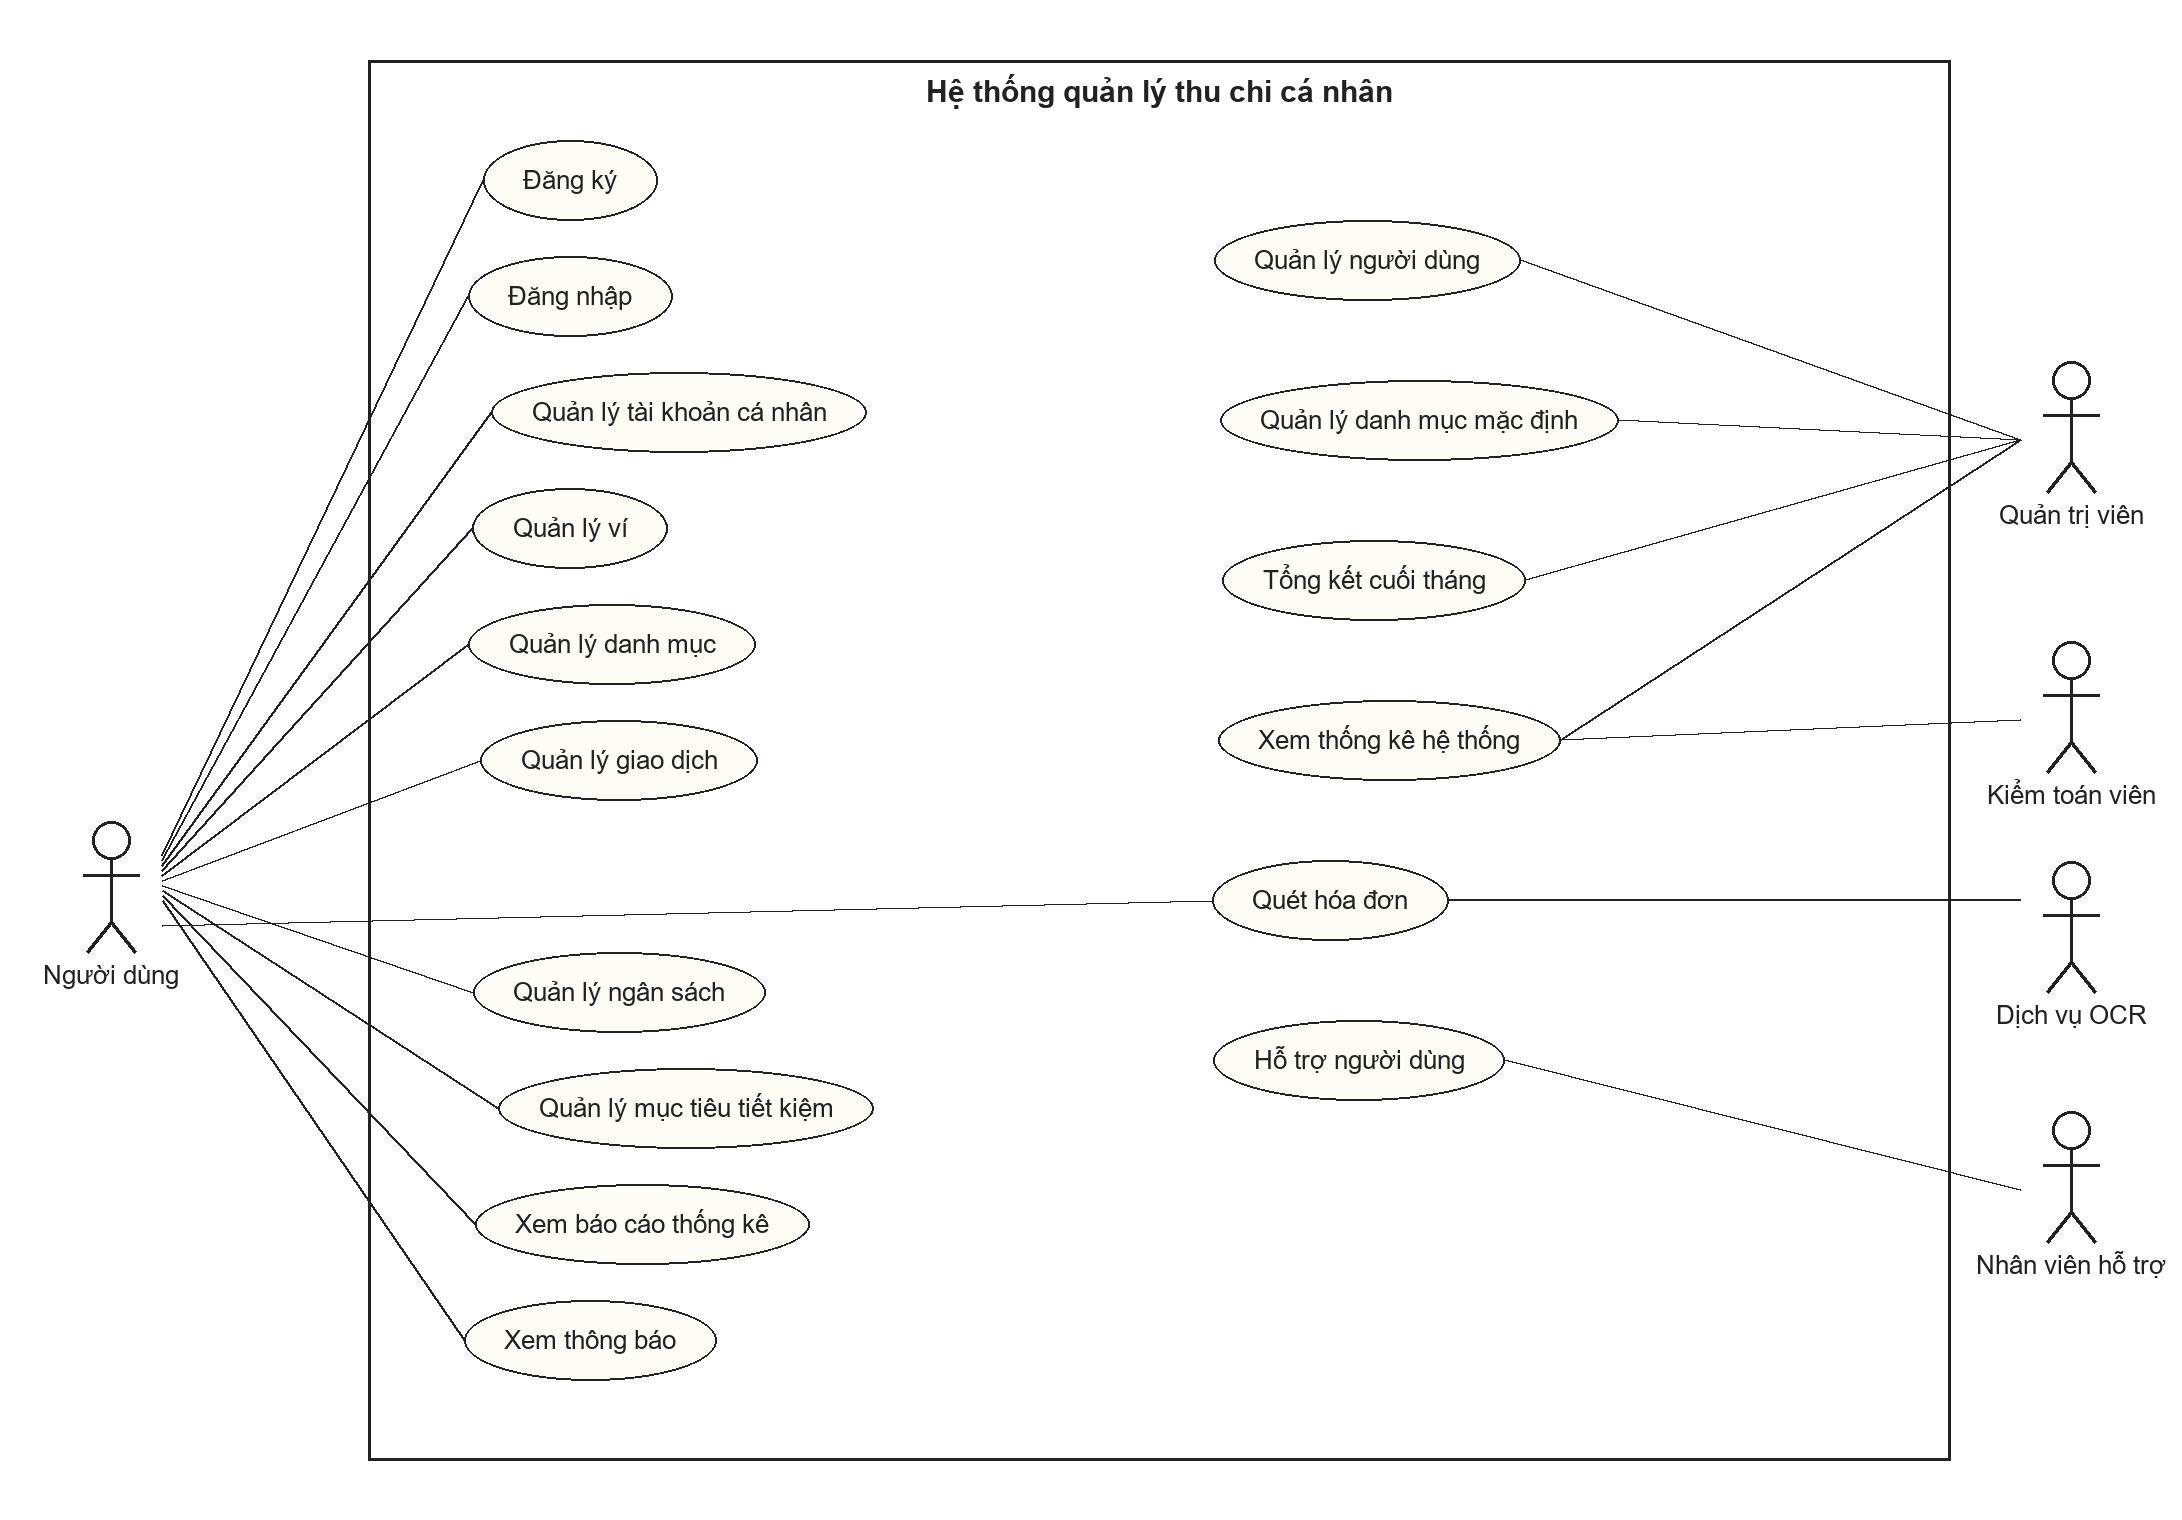 Hệ thống quản lý thu chi cá nhân
Đăng ký
Đăng nhập
Quản lý tài khoản cá nhân
Quản lý ví
Quản lý danh mục
Quản lý giao dịch
Quản lý ngân sách
Quản lý mục tiêu tiết kiệm
Xem báo cáo thống kê
Xem thông báo
Người dùng
Quản lý người dùng
Quản lý danh mục mặc định
Tổng kết cuối tháng
Xem thống kê hệ thống
Quét hóa đơn
Hỗ trợ người dùng
Quản trị viên
Kiểm toán viên
Dịch vụ OCR
Nhân viên hỗ trợ